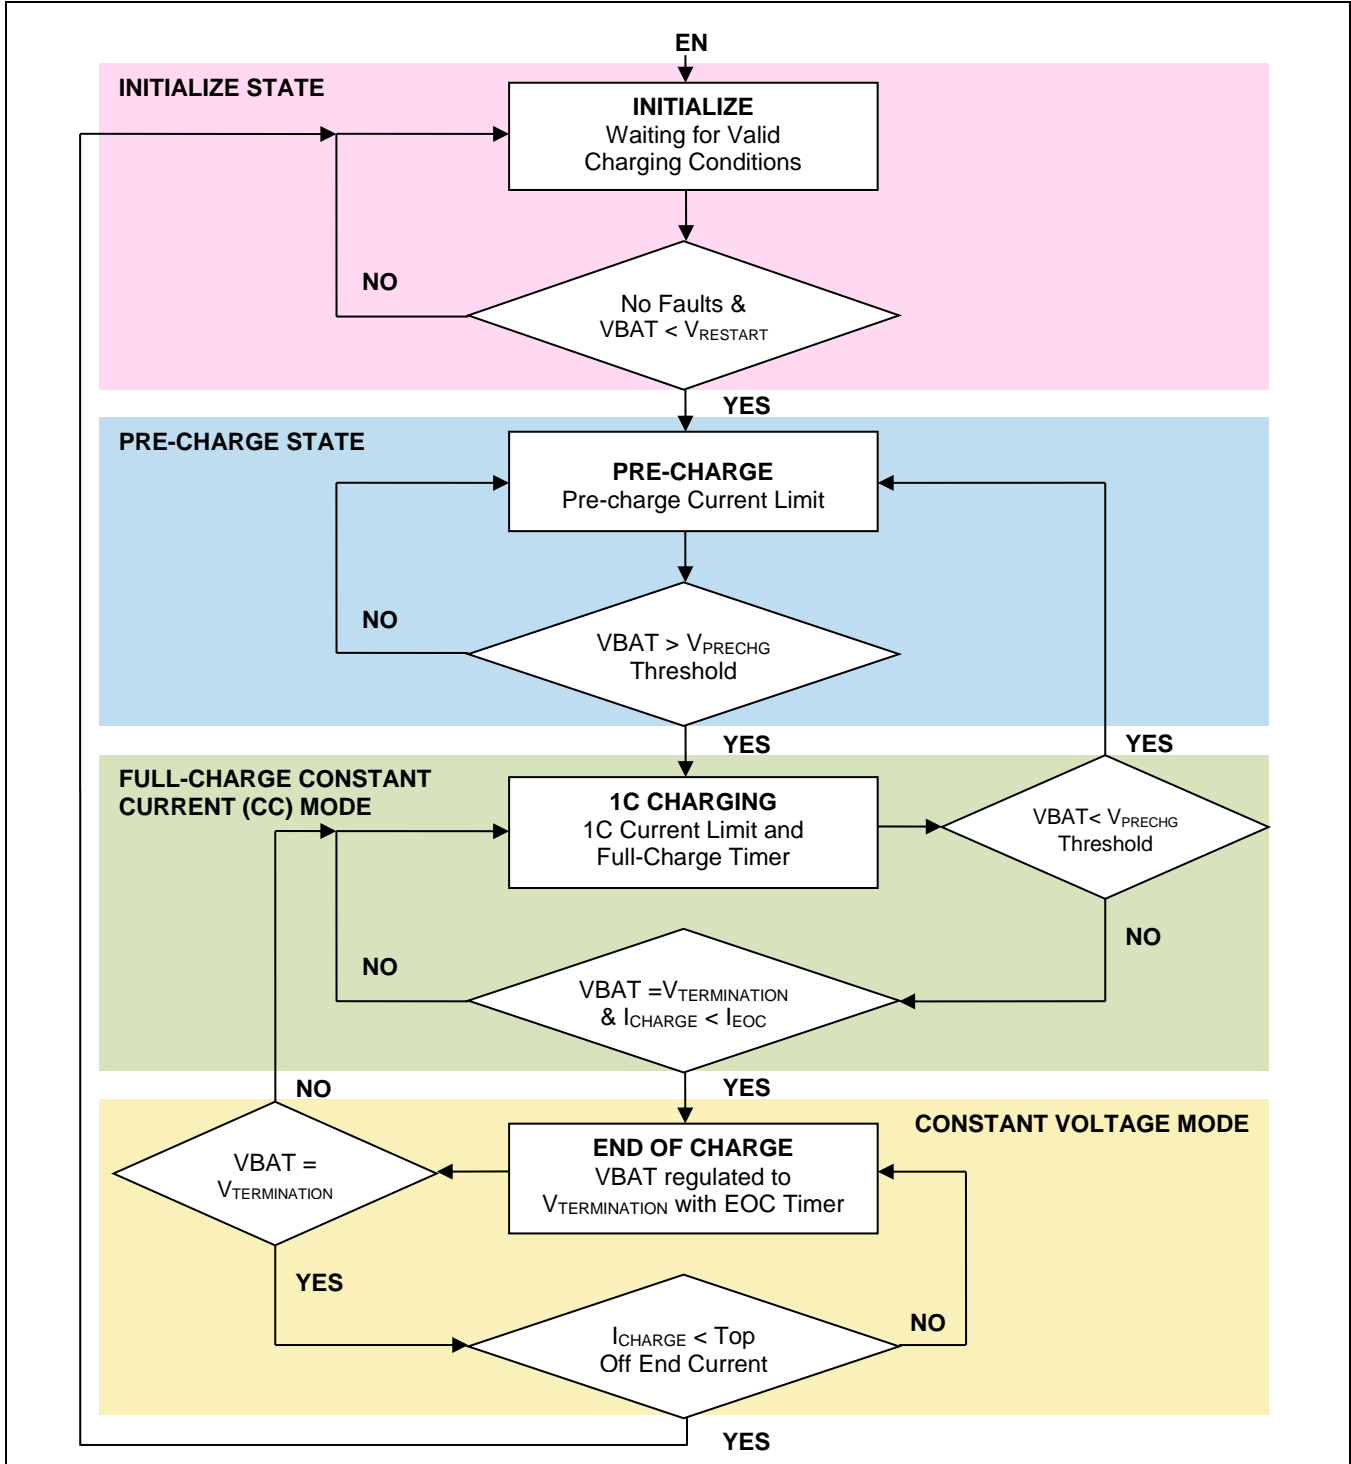 EN
INITIALIZE STATE
INITIALIZE
Waiting for Valid
Charging Conditions
NO
No Faults &
VBAT < VRESTART
YES
PRE-CHARGE STATE
PRE-CHARGE
Pre-charge Current Limit
NO
VBAT > VPRECHG
Threshold
YES
YES
FULL-CHARGE CONSTANT
CURRENT (CC) MODE
1C CHARGING
1C Current Limit and
Full-Charge Timer
VBAT< VPRECHG
Threshold
NO
NO
VBAT =VTERMINATION
& ICHARGE < IEOC
YES
NO
CONSTANT VOLTAGE MODE
END OF CHARGE
VBAT regulated to
VTERMINATION with EOC Timer
VBAT =
VTERMINATION
YES
ICHARGE < Top
Off End Current
NO
YES